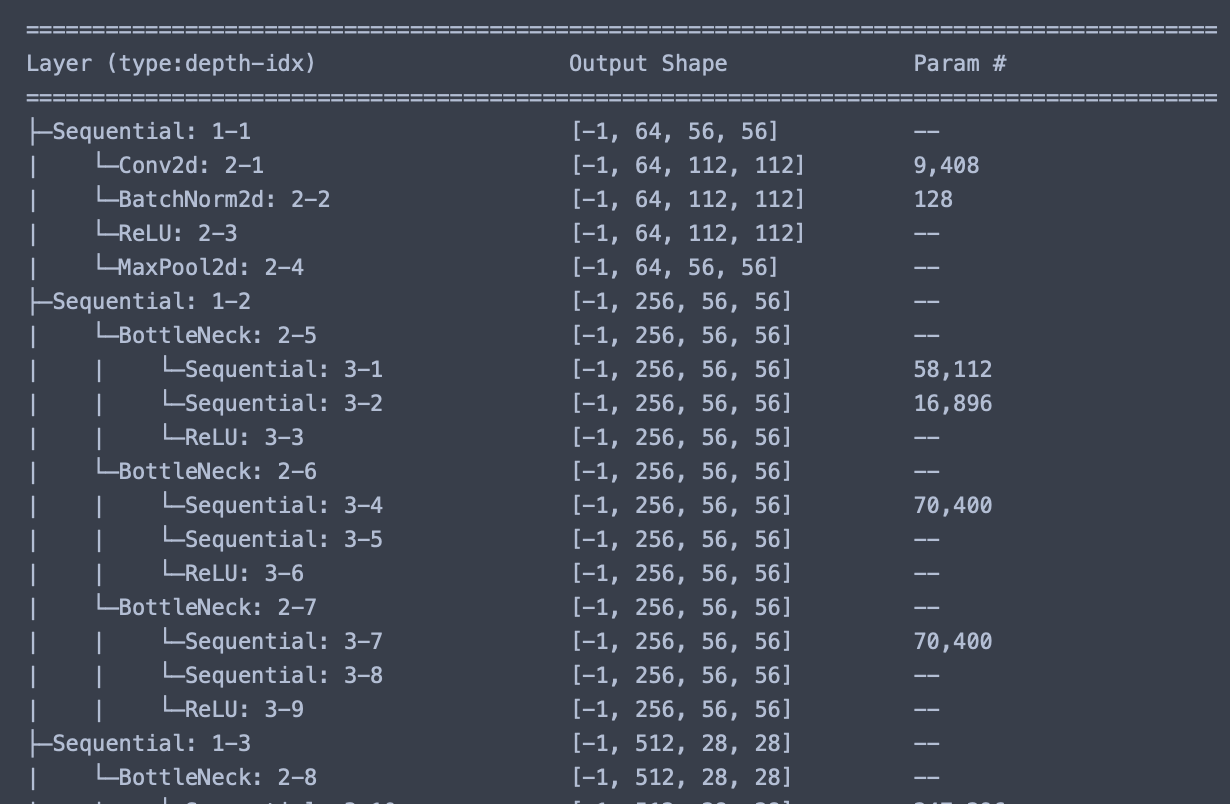 ==========================================================================================
Layer (type:depth-idx)                   Output Shape              Param #
==========================================================================================
├─Sequential: 1-1                        [-1, 64, 56, 56]          --
|    └─Conv2d: 2-1                       [-1, 64, 112, 112]        9,408
|    └─BatchNorm2d: 2-2                  [-1, 64, 112, 112]        128
|    └─ReLU: 2-3                         [-1, 64, 112, 112]        --
|    └─MaxPool2d: 2-4                    [-1, 64, 56, 56]          --
├─Sequential: 1-2                        [-1, 256, 56, 56]         --
|    └─BottleNeck: 2-5                   [-1, 256, 56, 56]         --
|    |    └─Sequential: 3-1              [-1, 256, 56, 56]         58,112
|    |    └─Sequential: 3-2              [-1, 256, 56, 56]         16,896
|    |    └─ReLU: 3-3                    [-1, 256, 56, 56]         --
|    └─BottleNeck: 2-6                   [-1, 256, 56, 56]         --
|    |    └─Sequential: 3-4              [-1, 256, 56, 56]         70,400
|    |    └─Sequential: 3-5              [-1, 256, 56, 56]         --
|    |    └─ReLU: 3-6                    [-1, 256, 56, 56]         --
|    └─BottleNeck: 2-7                   [-1, 256, 56, 56]         --
|    |    └─Sequential: 3-7              [-1, 256, 56, 56]         70,400
|    |    └─Sequential: 3-8              [-1, 256, 56, 56]         --
|    |    └─ReLU: 3-9                    [-1, 256, 56, 56]         --
├─Sequential: 1-3                        [-1, 512, 28, 28]         --
|    └─BottleNeck: 2-8                   [-1, 512, 28, 28]         --